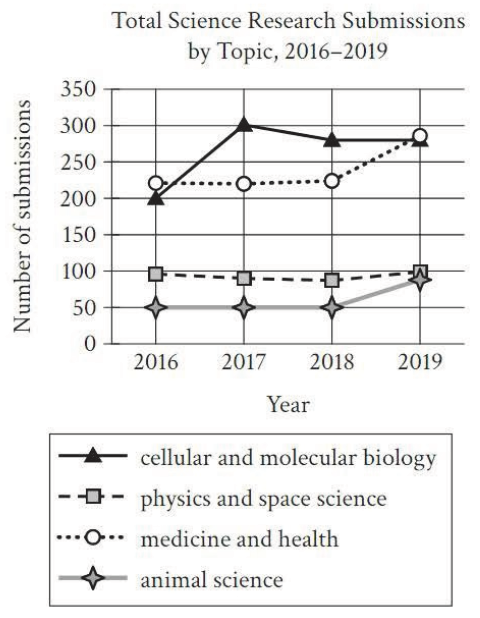 Total Science Research Submissions
by Topic, 2016–2019
Number of submissions
350
300
250
200
150
100
50
0
2016 2017 2018 2019
Year
cellular and molecular biology
physics and space science
medicine and health
animal science